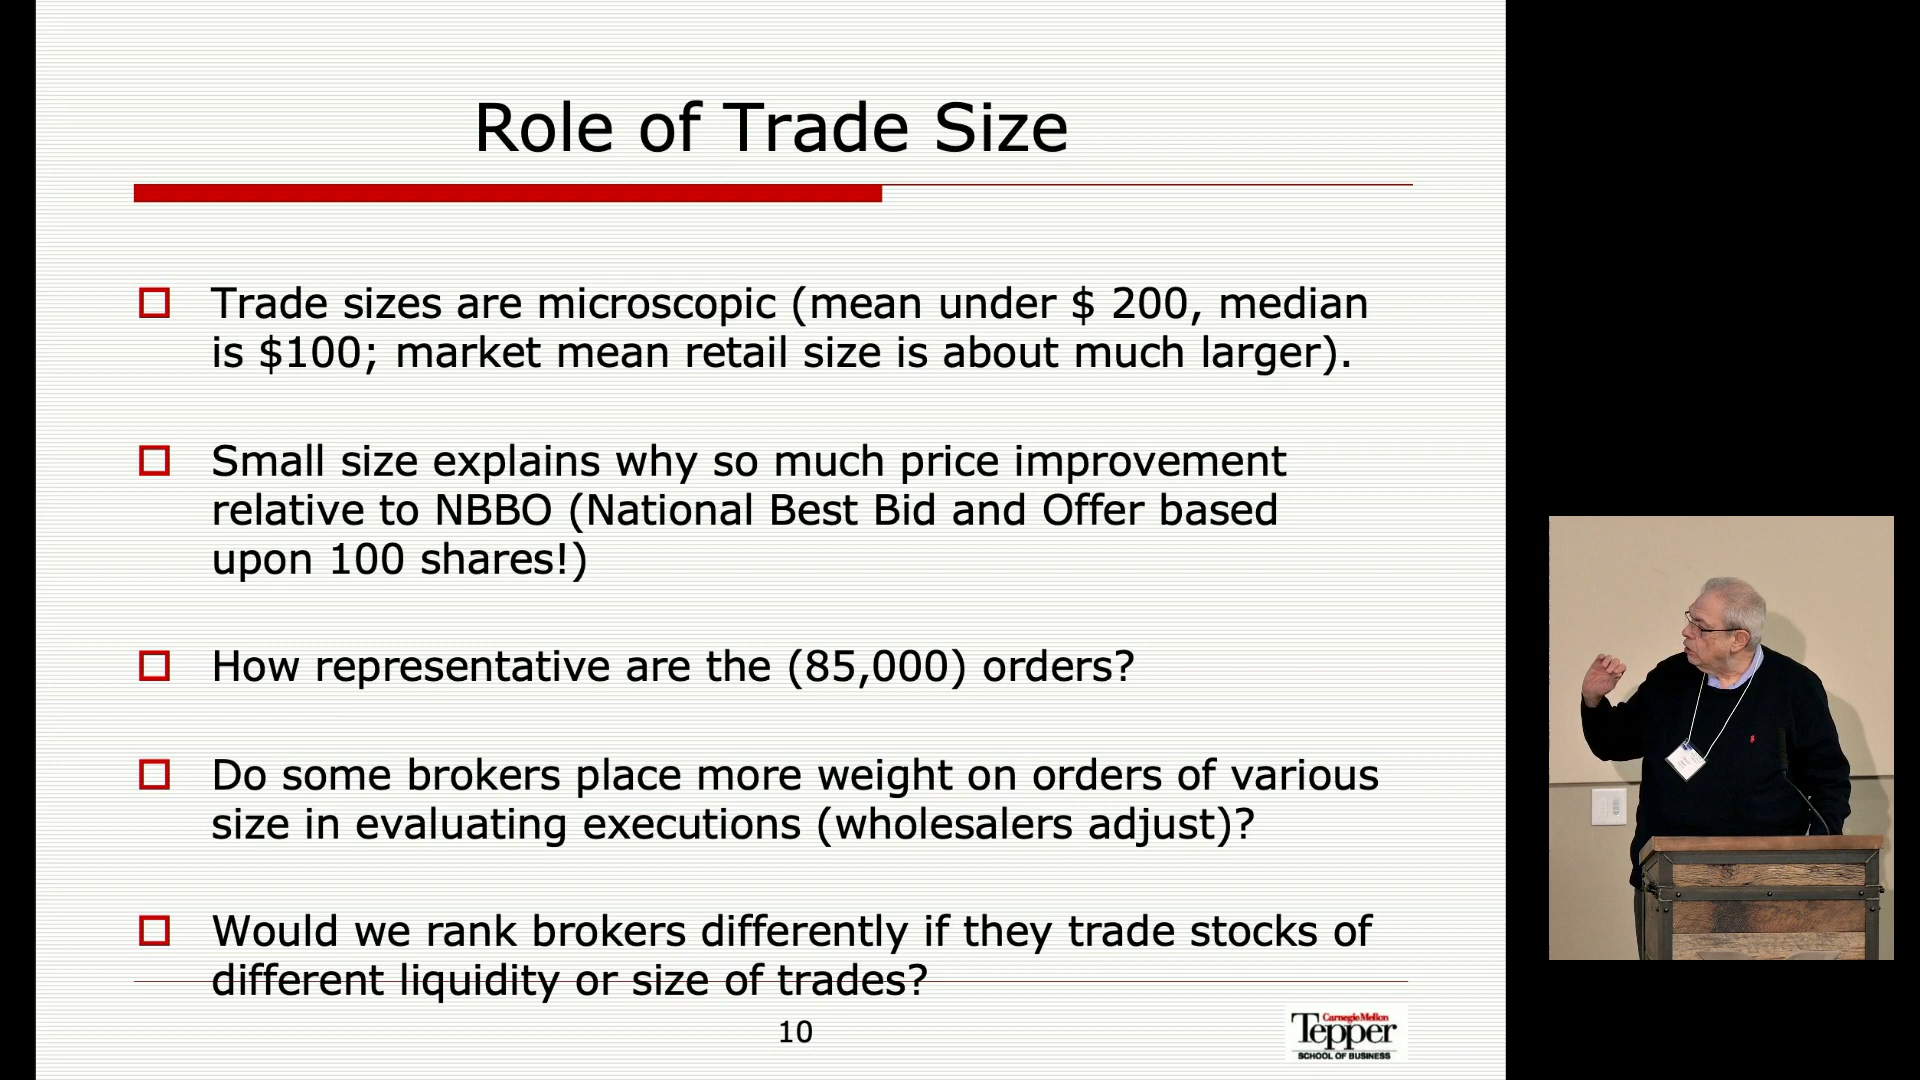 Role of Trade Size
Trade sizes are microscopic (mean under $ 200, median
is $100; market mean retail size is about much larger).
Small size explains why so much price improvement
relative to NBBO (National Best Bid and Offer based
upon 100 shares!)
How representative are the (85,000) orders?
Do some brokers place more weight on orders of various
size in evaluating executions (wholesalers adjust)?
Would we rank brokers differently if they trade stocks of
different liquidity or size of trades?
10
Carnegie Mellon
Tepper
SCHOOL OF BUSINESS